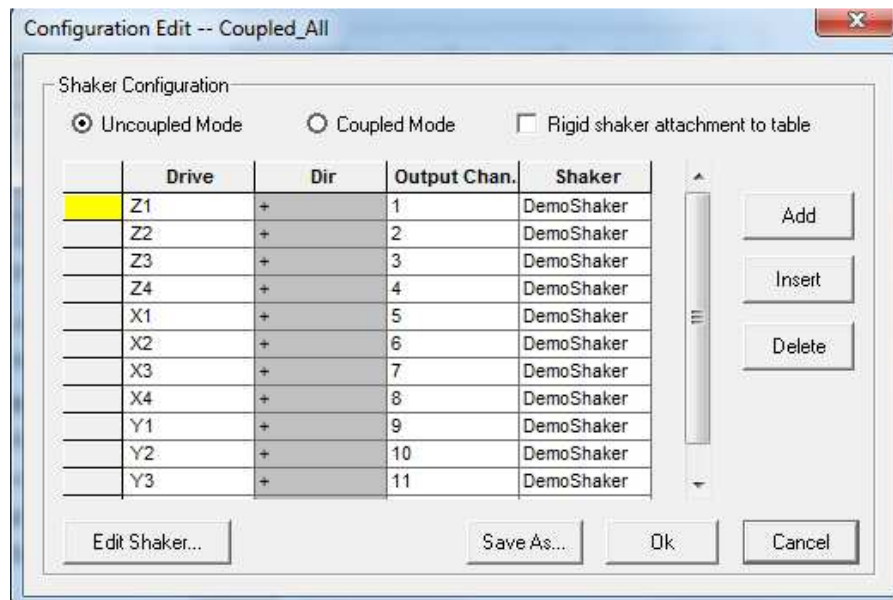 Configuration Edit -- Coupled_All
Shaker Configuration
Uncoupled Mode Coupled Mode Rigid shaker attachment to table
Drive Dir Output Chan. Shaker
Z1 + 1 DemoShaker
Z2 + 2 DemoShaker
Z3 + 3 DemoShaker
Z4 + 4 DemoShaker
X1 + 5 DemoShaker
X2 + 6 DemoShaker
X3 + 7 DemoShaker
X4 + 8 DemoShaker
Y1 + 9 DemoShaker
Y2 + 10 DemoShaker
Y3 + 11 DemoShaker
Add
Insert
Delete
Edit Shaker... Save As... Ok Cancel